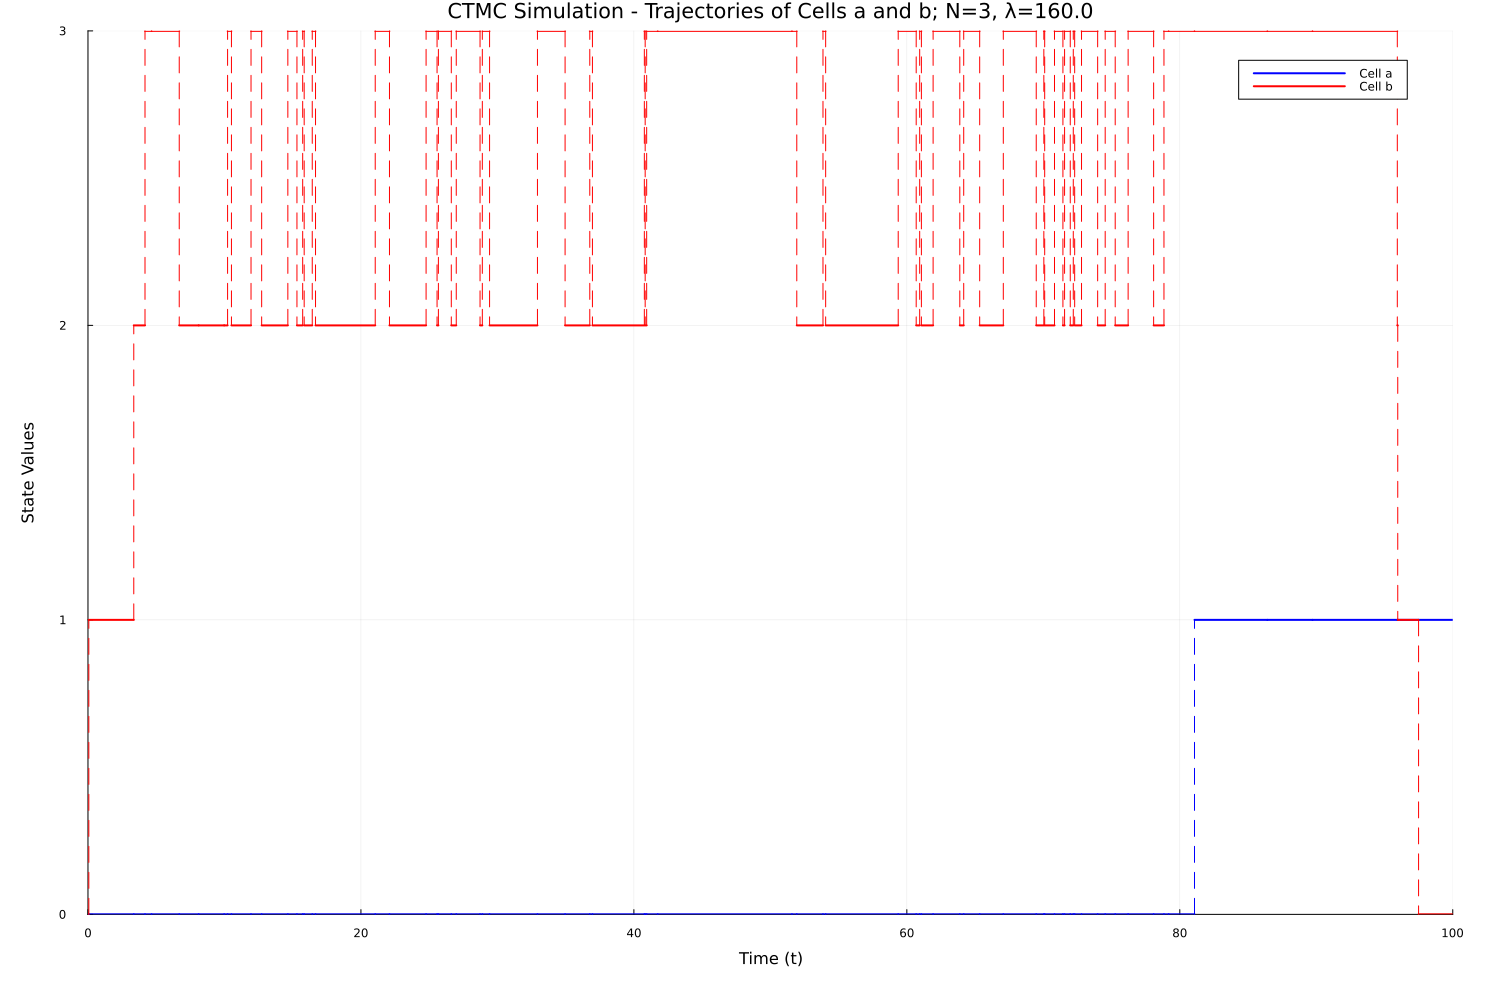 CTMC Simulation - Trajectories of Cells a and b; N=3, λ=160.0
3
Cell a
Cell b
2
State Values
1
0
0 20 40 60 80 100
Time (t)